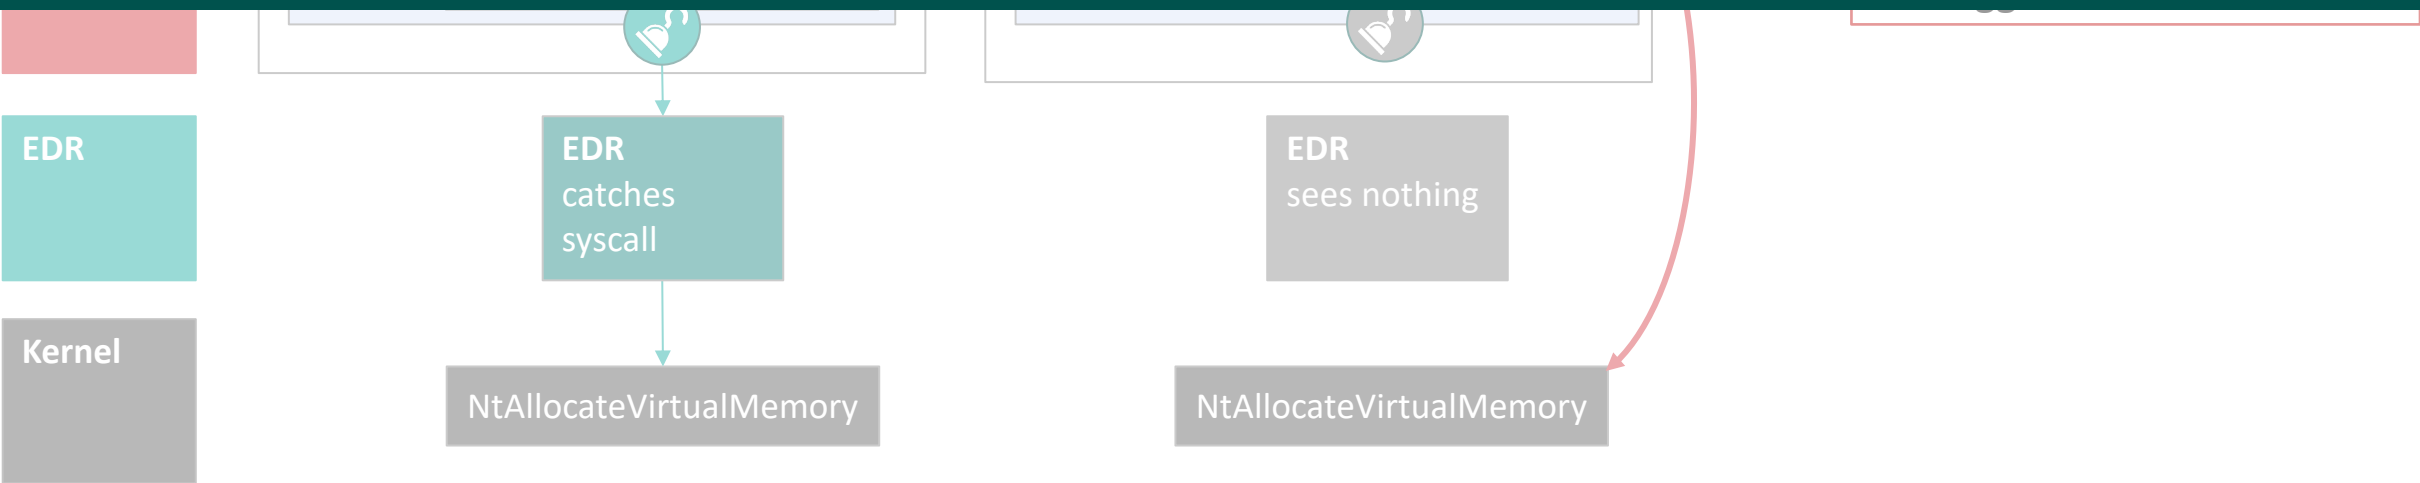 EDR
EDR
catches
syscall
EDR
sees nothing
Kernel
NtAllocateVirtualMemory
NtAllocateVirtualMemory